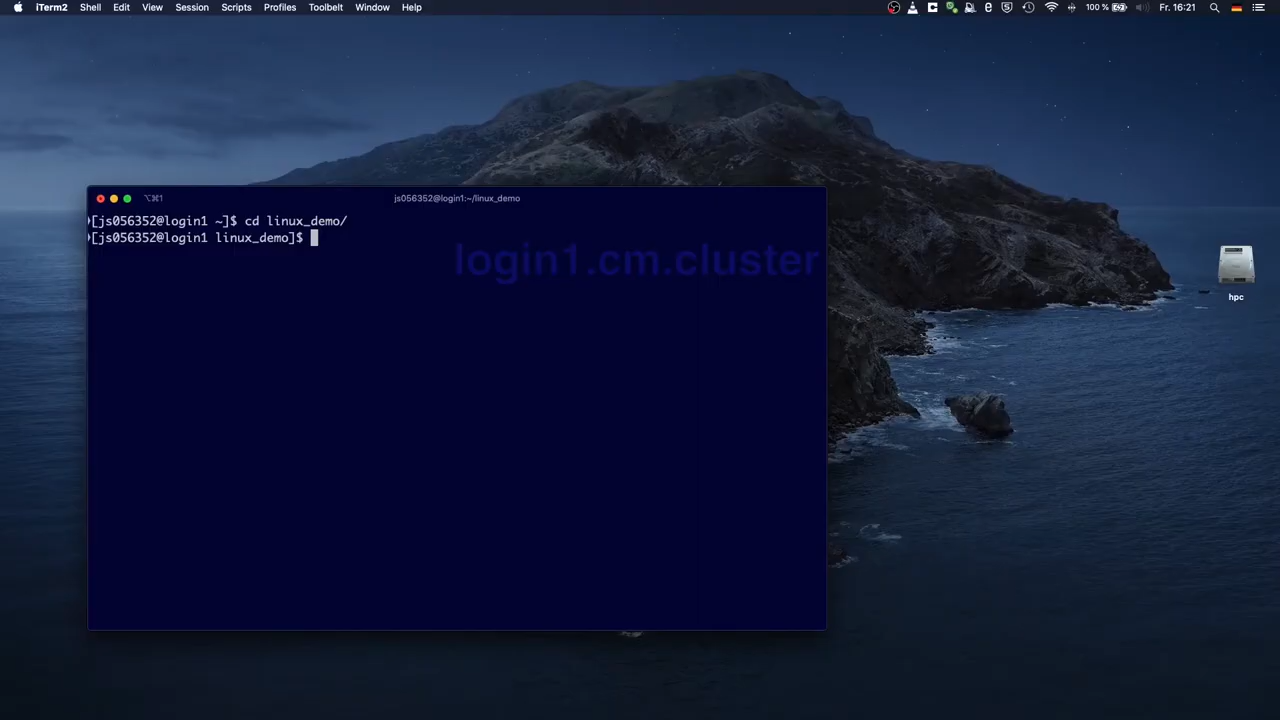 iTerm2 Shell Edit View Session Scripts Profiles Toolbelt Window Help 100 % Fr. 16:21
⌥⌘1 js056352@login1:~/linux_demo
[js056352@login1 ~]$ cd linux_demo/
[js056352@login1 linux_demo]$
login1.cm.cluster
hpc